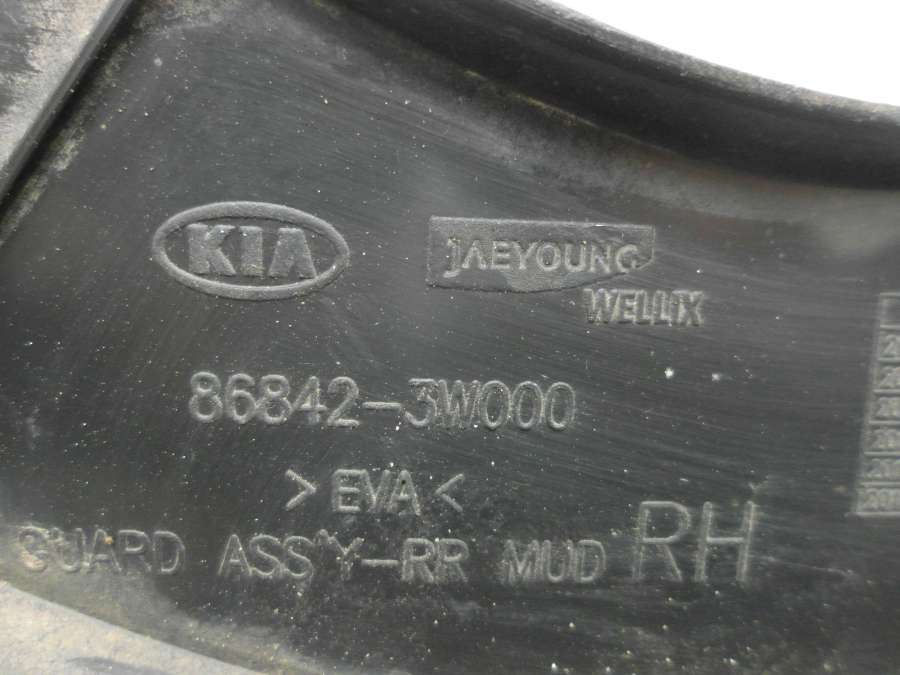 KIA
JAEYOUNG
WELLIX
86842-3W000
> EVA <
GUARD ASS'Y-RR MUD RH